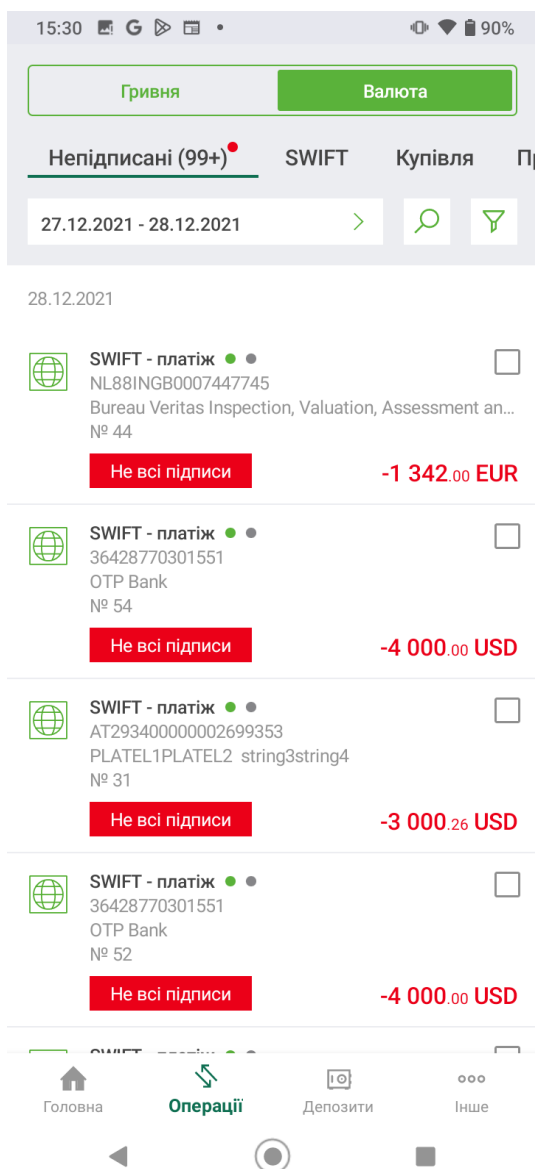 15:30
90%
Гривня
Валюта
Непідписані (99+)
SWIFT
Купівля
27.12.2021 - 28.12.2021
28.12.2021
SWIFT - платіж
NL88INGB0007447745
Bureau Veritas Inspection, Valuation, Assessment an...
№ 44
Не всі підписи
-1 342.00 EUR
SWIFT - платіж
36428770301551
OTP Bank
№ 54
Не всі підписи
-4 000.00 USD
SWIFT - платіж
AT293400000002699353
PLATEL1PLATEL2 string3string4
№ 31
Не всі підписи
-3 000.26 USD
SWIFT - платіж
36428770301551
OTP Bank
№ 52
Не всі підписи
-4 000.00 USD
SWIFT - платіж
Головна
Операції
Депозити
Інше